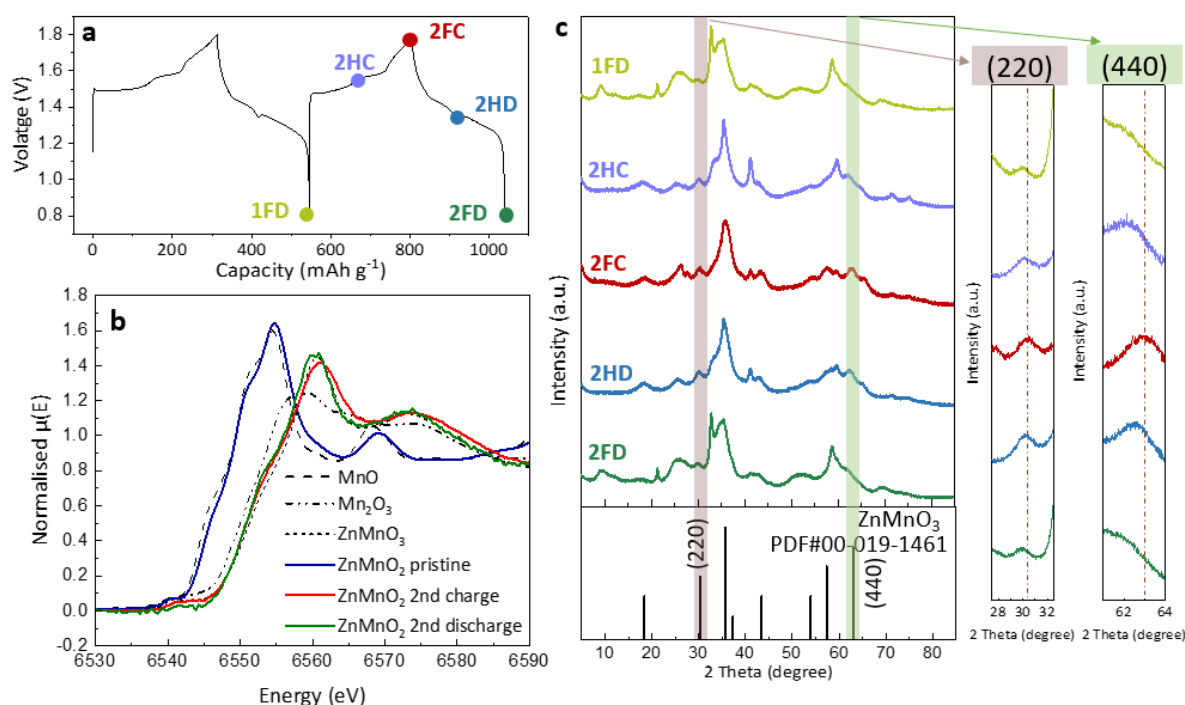 a
2FC
2HC
2HD
1FD
2FD
1.8
1.6
1.4
1.2
1.0
0.8
Volatge (V)
0 200 400 600 800 1000
Capacity (mAh g⁻¹)
b
1.8
1.6
1.4
1.2
1.0
0.8
0.6
0.4
0.2
0.0
-0.2
Normalised µ(E)
MnO
Mn₂O₃
ZnMnO₃
ZnMnO₂ pristine
ZnMnO₂ 2nd charge
ZnMnO₂ 2nd discharge
6530 6540 6550 6560 6570 6580 6590
Energy (eV)
c
1FD
2HC
2FC
2HD
2FD
Intensity (a.u.)
ZnMnO₃
PDF#00-019-1461
(220)
(440)
10 20 30 40 50 60 70 80
2 Theta (degree)
(220)
Intensity (a.u.)
28 30 32
2 Theta (degree)
(440)
Intensity (a.u.)
62 64
2 Theta (degree)